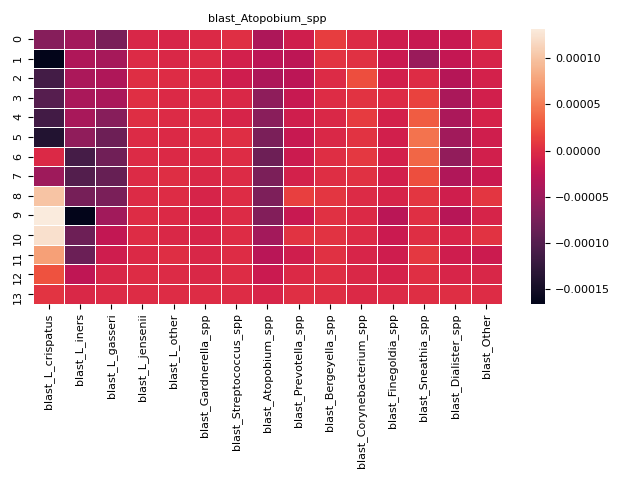 blast_Atopobium_spp
0
1
2
3
4
5
6
7
8
9
10
11
12
13
0.00010
0.00005
0.00000
−0.00005
−0.00010
−0.00015
blast_L_crispatus
blast_L_iners
blast_L_gasseri
blast_L_jensenii
blast_L_other
blast_Gardnerella_spp
blast_Streptococcus_spp
blast_Atopobium_spp
blast_Prevotella_spp
blast_Bergeyella_spp
blast_Corynebacterium_spp
blast_Finegoldia_spp
blast_Sneathia_spp
blast_Dialister_spp
blast_Other